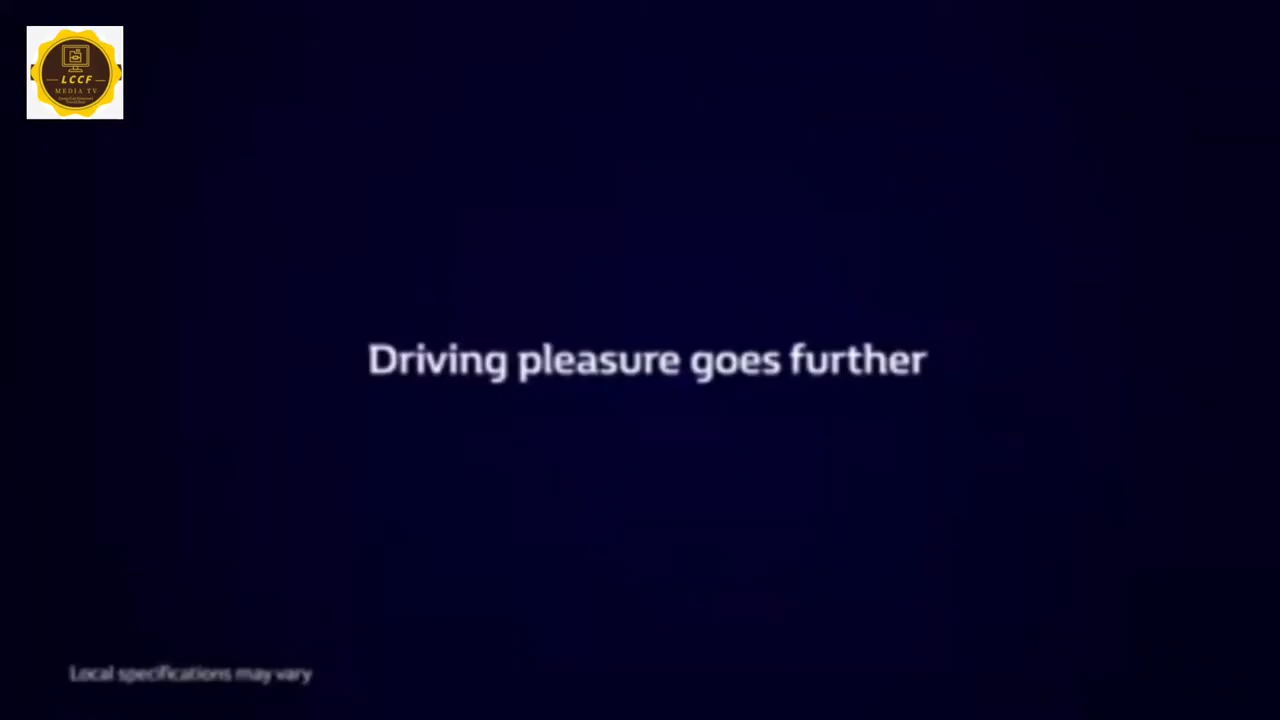 LCCF
MEDIA TV
Driving pleasure goes further
Local specifications may vary